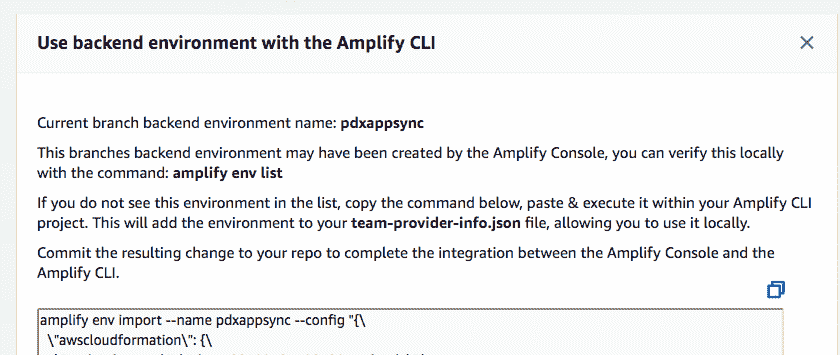 Use backend environment with the Amplify CLI
Current branch backend environment name: pdxappsync
This branches backend environment may have been created by the Amplify Console, you can verify this locally
with the command: amplify env list
If you do not see this environment in the list, copy the command below, paste & execute it within your Amplify CLI
project. This will add the environment to your team-provider-info.json file, allowing you to use it locally.
Commit the resulting change to your repo to complete the integration between the Amplify Console and the
Amplify CLI.
amplify env import --name pdxappsync --config "{\
\"awscloudformation\": {\